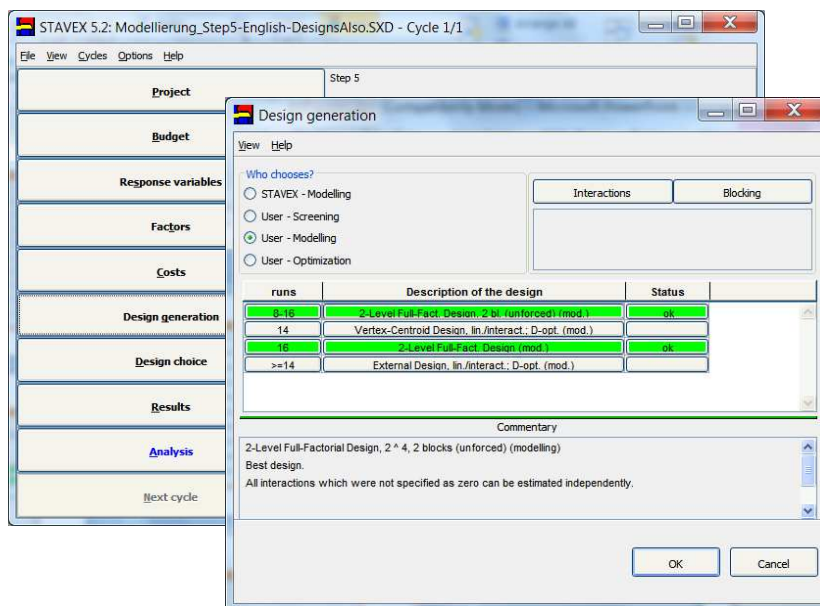 STAVEX 5.2: Modellierung_Step5-English-DesignsAlso.SXD - Cycle 1/1
File View Cycles Options Help
Project
Step 5
Budget
Response variables
Factors
Costs
Design generation
Design choice
Results
Analysis
Next cycle
Design generation
View Help
Who chooses?
STAVEX - Modelling
User - Screening
User - Modelling
User - Optimization
Interactions Blocking
runs Description of the design Status
8-16 2-Level Full-Fact. Design, 2 bl. (unforced) (mod.) ok
14 Vertex-Centroid Design, lin./interact.; D-opt. (mod.)
16 2-Level Full-Fact. Design (mod.) ok
>=14 External Design, lin./interact.; D-opt. (mod.)
Commentary
2-Level Full-Factorial Design, 2 ^ 4, 2 blocks (unforced) (modelling)
Best design.
All interactions which were not specified as zero can be estimated independently.
OK Cancel